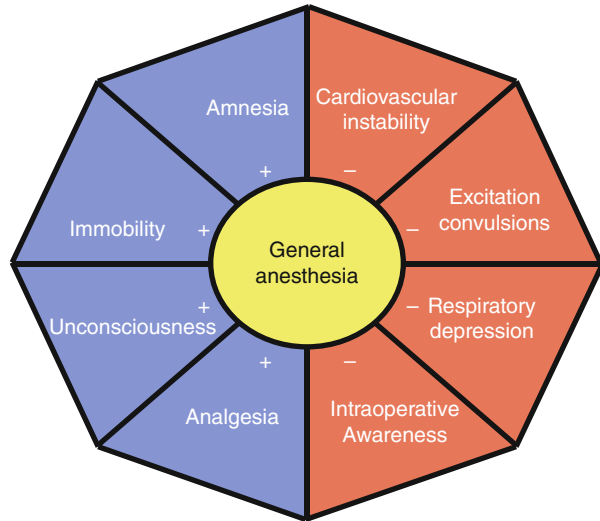 Amnesia
+
Cardiovascular
instability
–
Excitation
convulsions
–
Respiratory
depression
–
Intraoperative
Awareness
–
Analgesia
+
Unconsciousness
+
Immobility
+
General
anesthesia